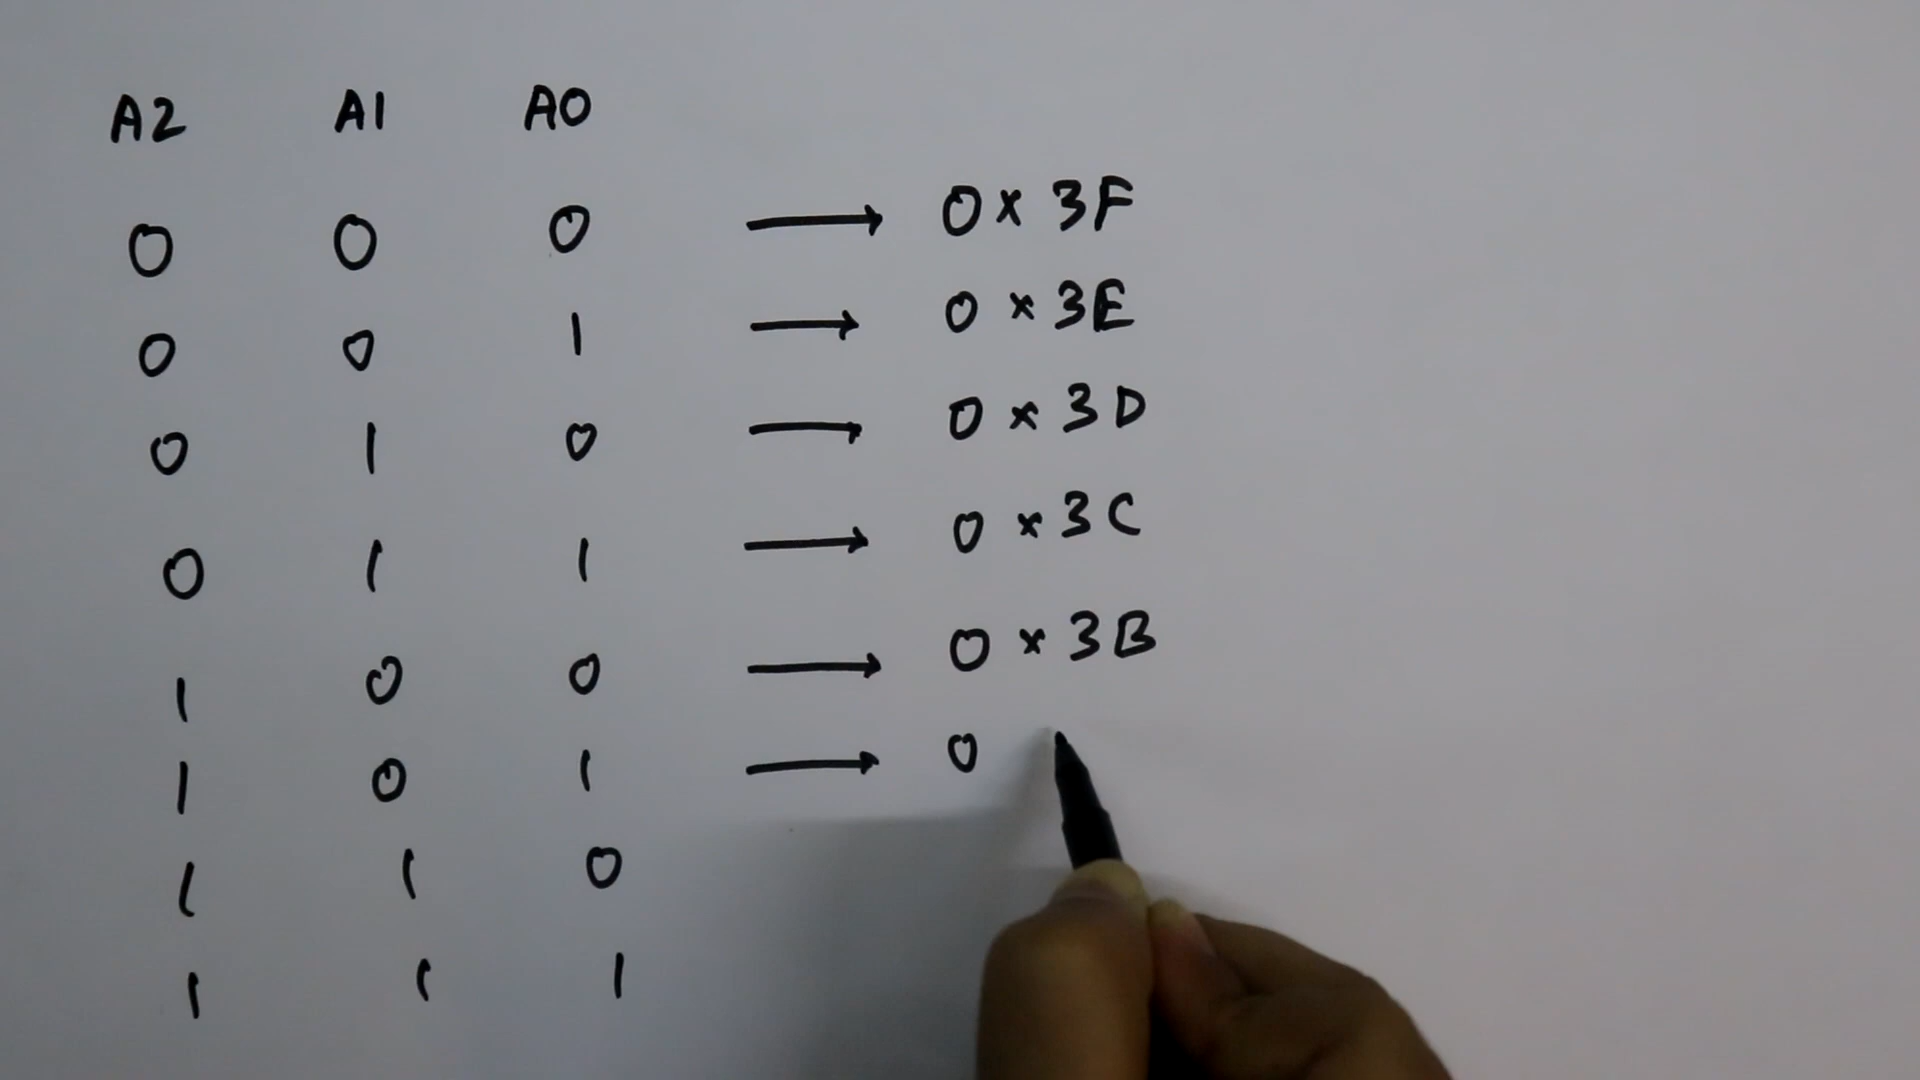 A2 A1 A0
0 0 0 → 0x3F
0 0 1 → 0x3E
0 1 0 → 0x3D
0 1 1 → 0x3C
1 0 0 → 0x3B
1 0 1 → 0
1 1 0
1 1 1